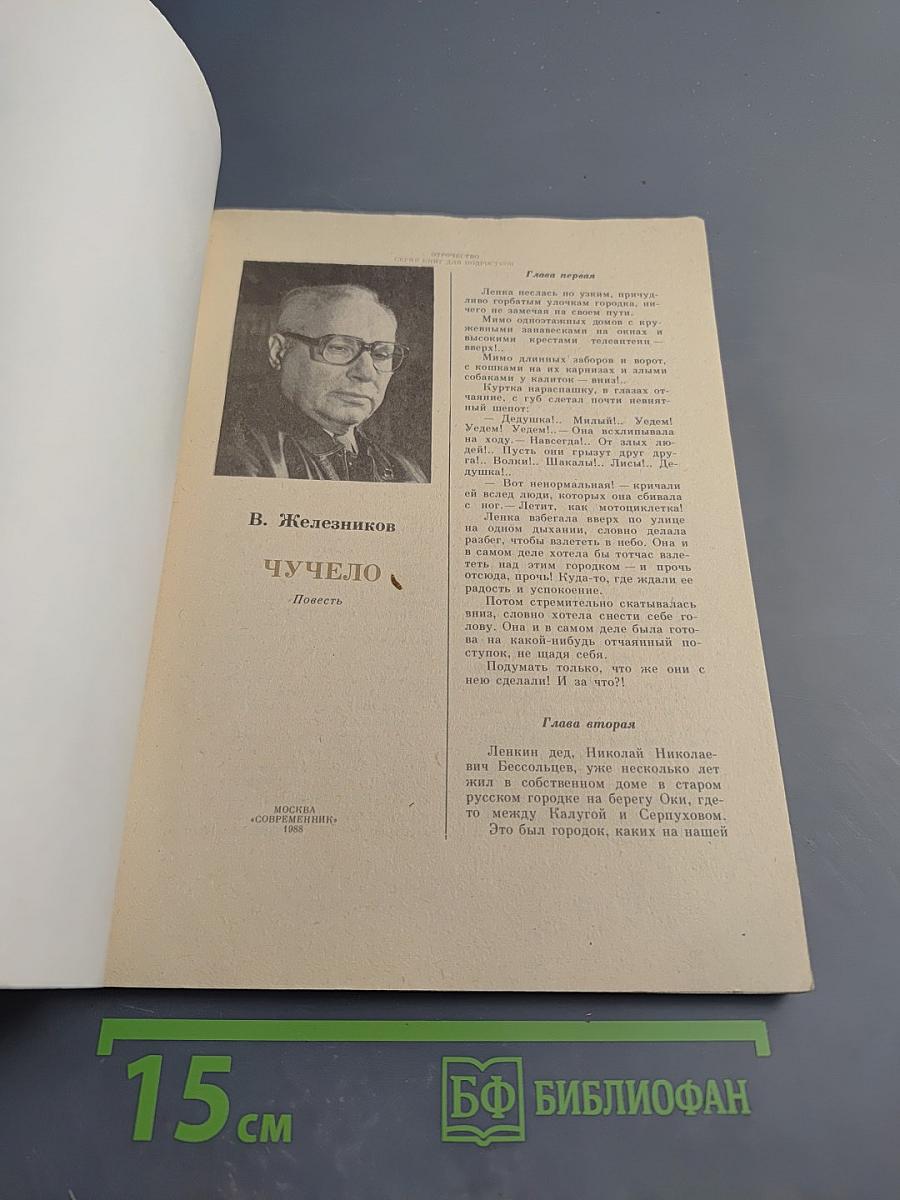 ОТРОЧЕСТВО
СЕРИЯ КНИГ ДЛЯ ПОДРОСТКОВ
В. Железников
ЧУЧЕЛО
Повесть
МОСКВА
«СОВРЕМЕННИК»
1988
Глава первая
Ленка неслась по узким, причуд-
ливо горбатым улочкам городка, ни-
чего не замечая на своем пути.
Мимо одноэтажных домов с кру-
жевными занавесками на окнах и
высокими крестами телеантенн —
вверх!..
Мимо длинных заборов и ворот,
с кошками на их карнизах и злыми
собаками у калиток — вниз!..
Куртка нараспашку, в глазах от-
чаяние, с губ слетал почти невнят-
ный шепот:
— Дедушка!.. Милый!.. Уедем!
Уедем! Уедем!.. — Она всхлипывала
на ходу. — Навсегда!.. От злых лю-
дей!.. Пусть они грызут друг дру-
га!.. Волки!.. Шакалы!.. Лисы!.. Де-
душка!..
— Вот ненормальная! — кричали
ей вслед люди, которых она сбивала
с ног. — Летит, как мотоциклетка!
Ленка взбегала вверх по улице
на одном дыхании, словно делала
разбег, чтобы взлететь в небо. Она и
в самом деле хотела бы тотчас взле-
теть над этим городком — и прочь
отсюда, прочь! Куда-то, где ждали ее
радость и успокоение.
Потом стремительно скатывалась
вниз, словно хотела снести себе го-
лову. Она и в самом деле была гото-
ва на какой-нибудь отчаянный по-
ступок, не щадя себя.
Подумать только, что же они с
нею сделали! И за что?!
Глава вторая
Ленкин дед, Николай Николае-
вич Бессольцев, уже несколько лет
жил в собственном доме в старом
русском городке на берегу Оки, где-
то между Калугой и Серпуховом.
Это был городок, каких на нашей
15 см
БФ БИБЛИОФАН